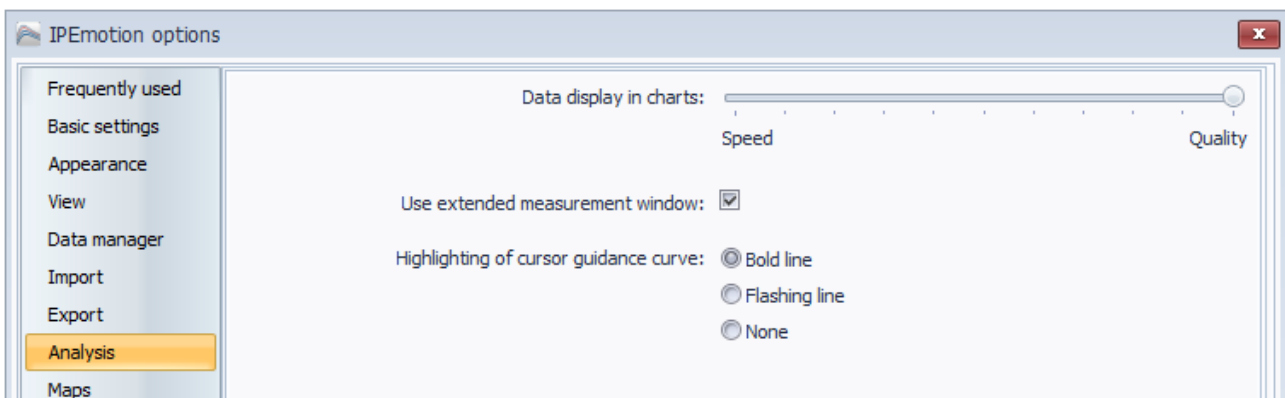 IPEmotion options
Frequently used
Basic settings
Appearance
View
Data manager
Import
Export
Analysis
Maps
Data display in charts:
Speed Quality
Use extended measurement window:
Highlighting of cursor guidance curve: Bold line
Flashing line
None